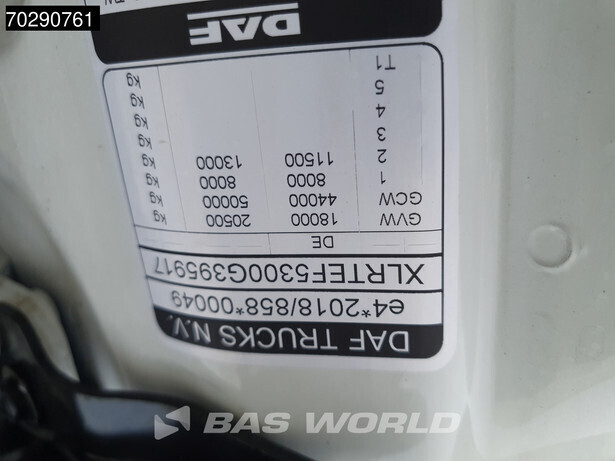 70290761
DAF TRUCKS N.V.
e4*2018/858*00049
XLRTEF5300G395917
DE
GVW 18000 20500 kg
GCW 44000 50000 kg
1 8000 8000 kg
2 11500 13000 kg
3 kg
4 kg
5 kg
T1 kg
DAF
BAS WORLD